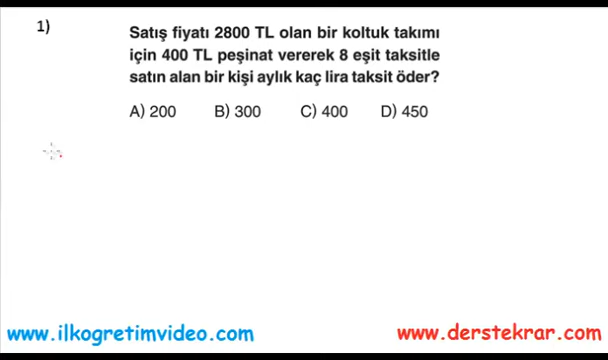 1)
Satış fiyatı 2800 TL olan bir koltuk takımı
için 400 TL peşinat vererek 8 eşit taksitle
satın alan bir kişi aylık kaç lira taksit öder?
A) 200 B) 300 C) 400 D) 450
www.ilkogretimvideo.com www.derstekrar.com